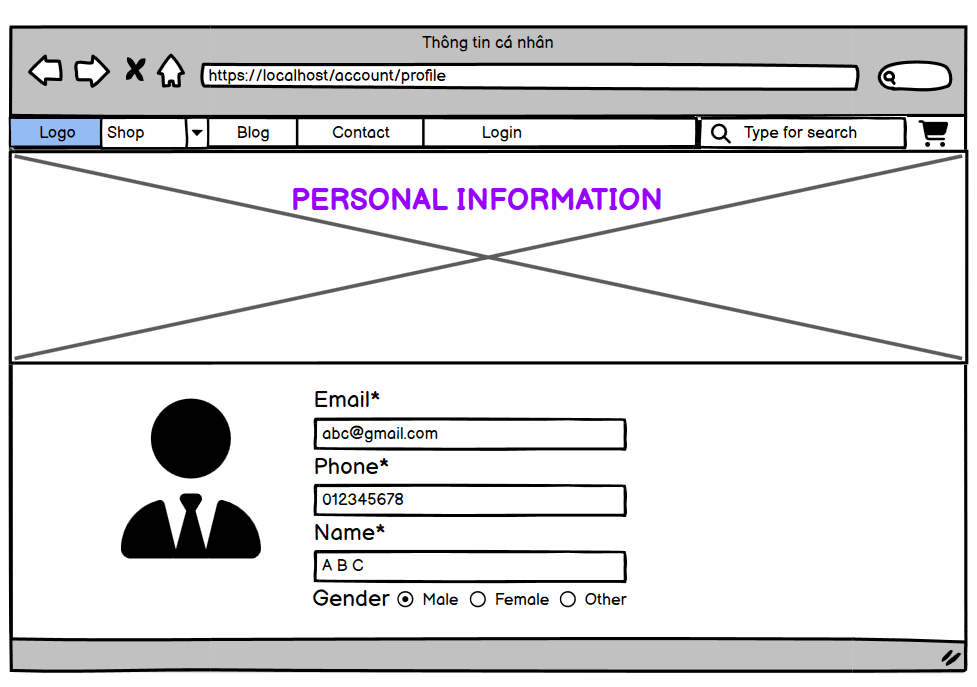 Thông tin cá nhân
https://localhost/account/profile
Logo Shop Blog Contact Login Type for search
PERSONAL INFORMATION
Email*
abc@gmail.com
Phone*
012345678
Name*
A B C
Gender Male Female Other